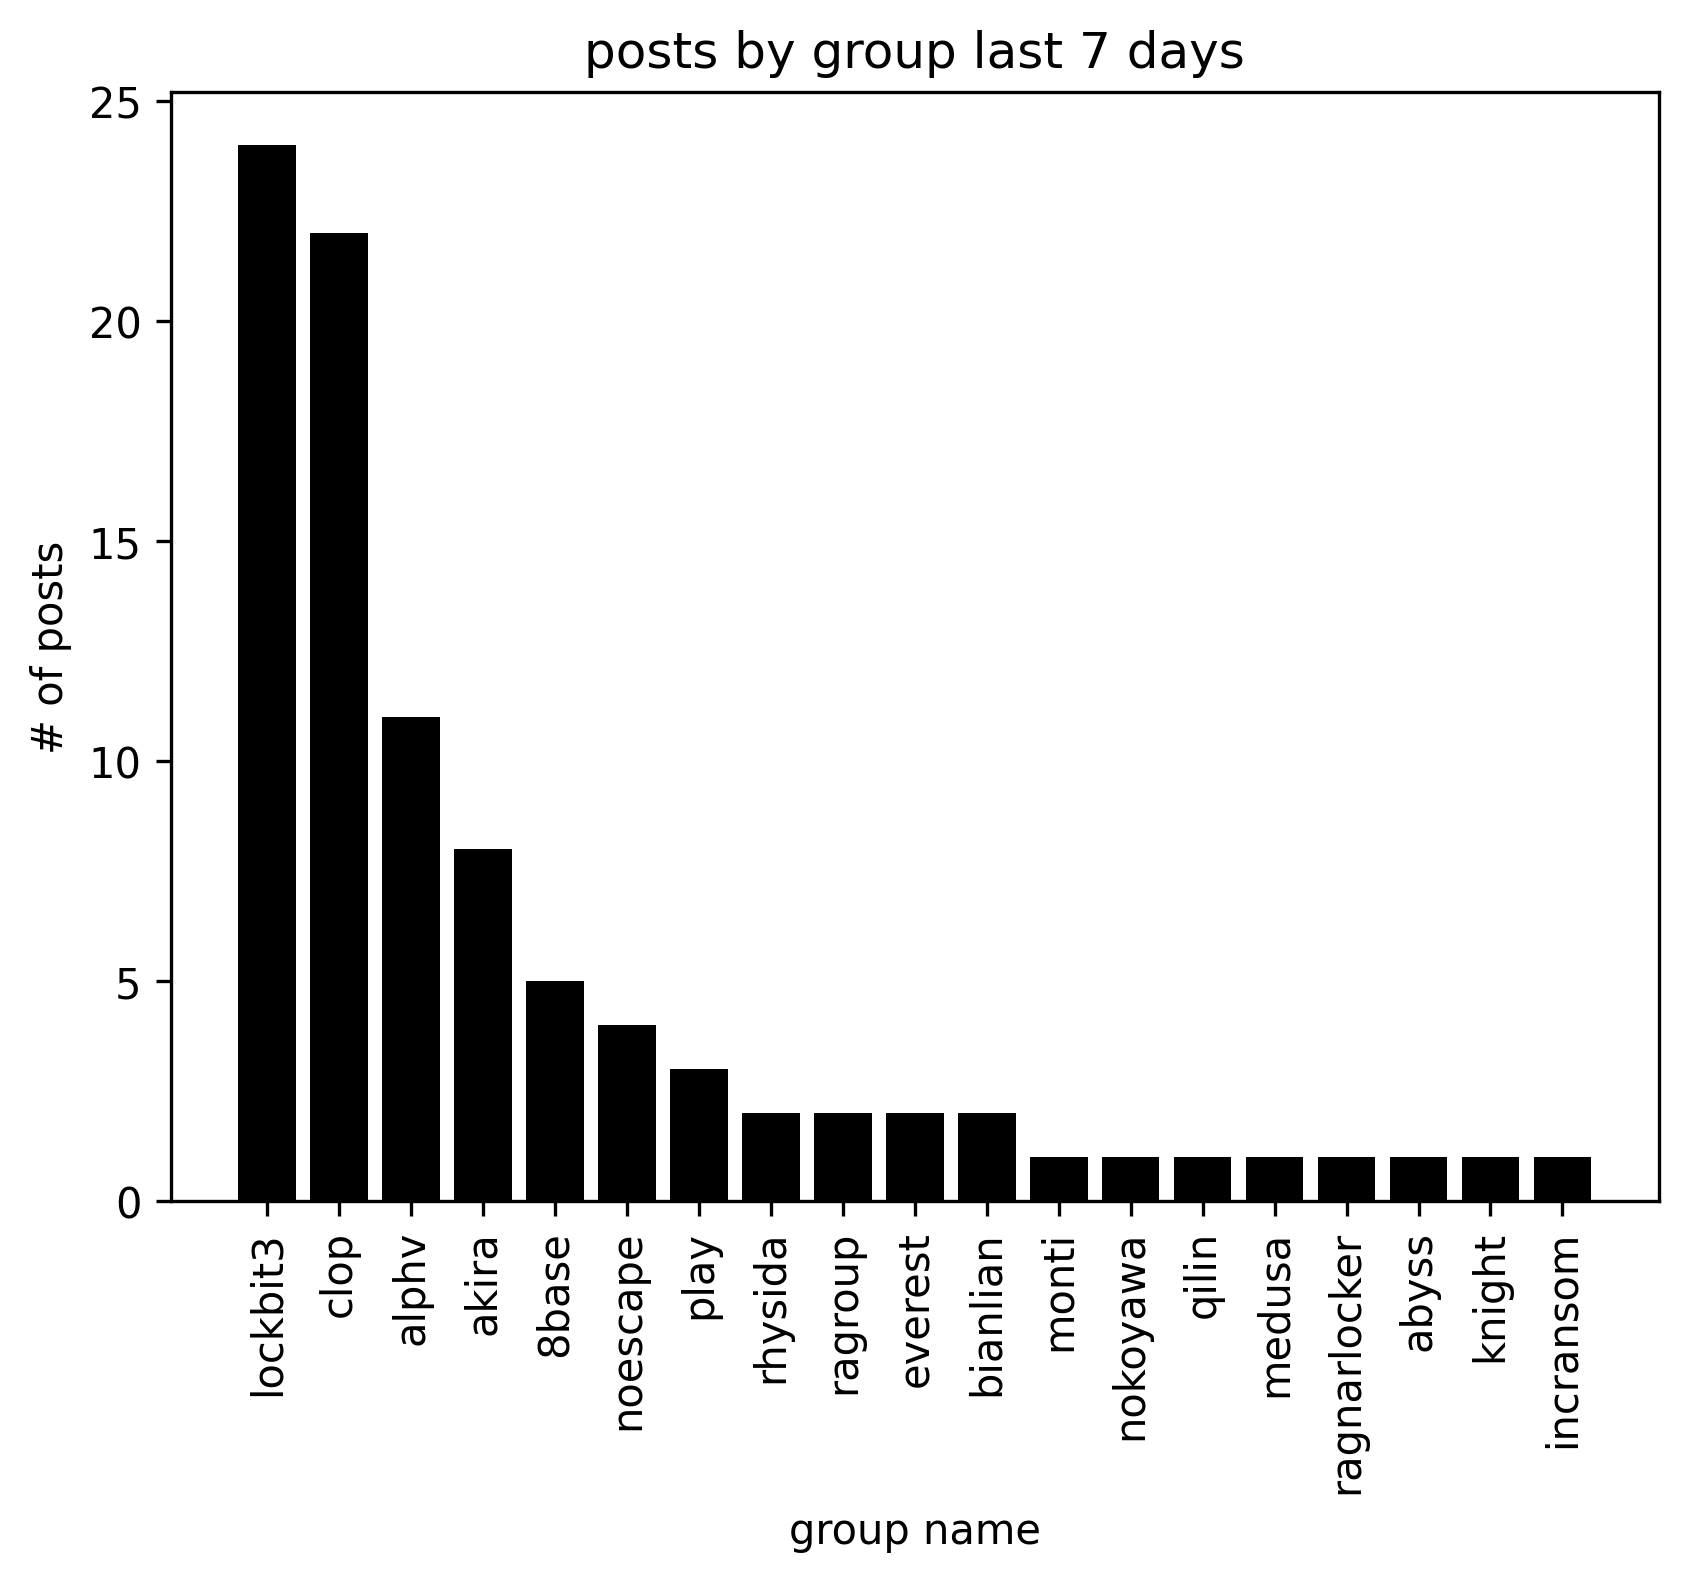 posts by group last 7 days
# of posts
25
20
15
10
5
0
lockbit3
clop
alphv
akira
8base
noescape
play
rhysida
ragroup
everest
bianlian
monti
nokoyawa
qilin
medusa
ragnarlocker
abyss
knight
incransom
group name